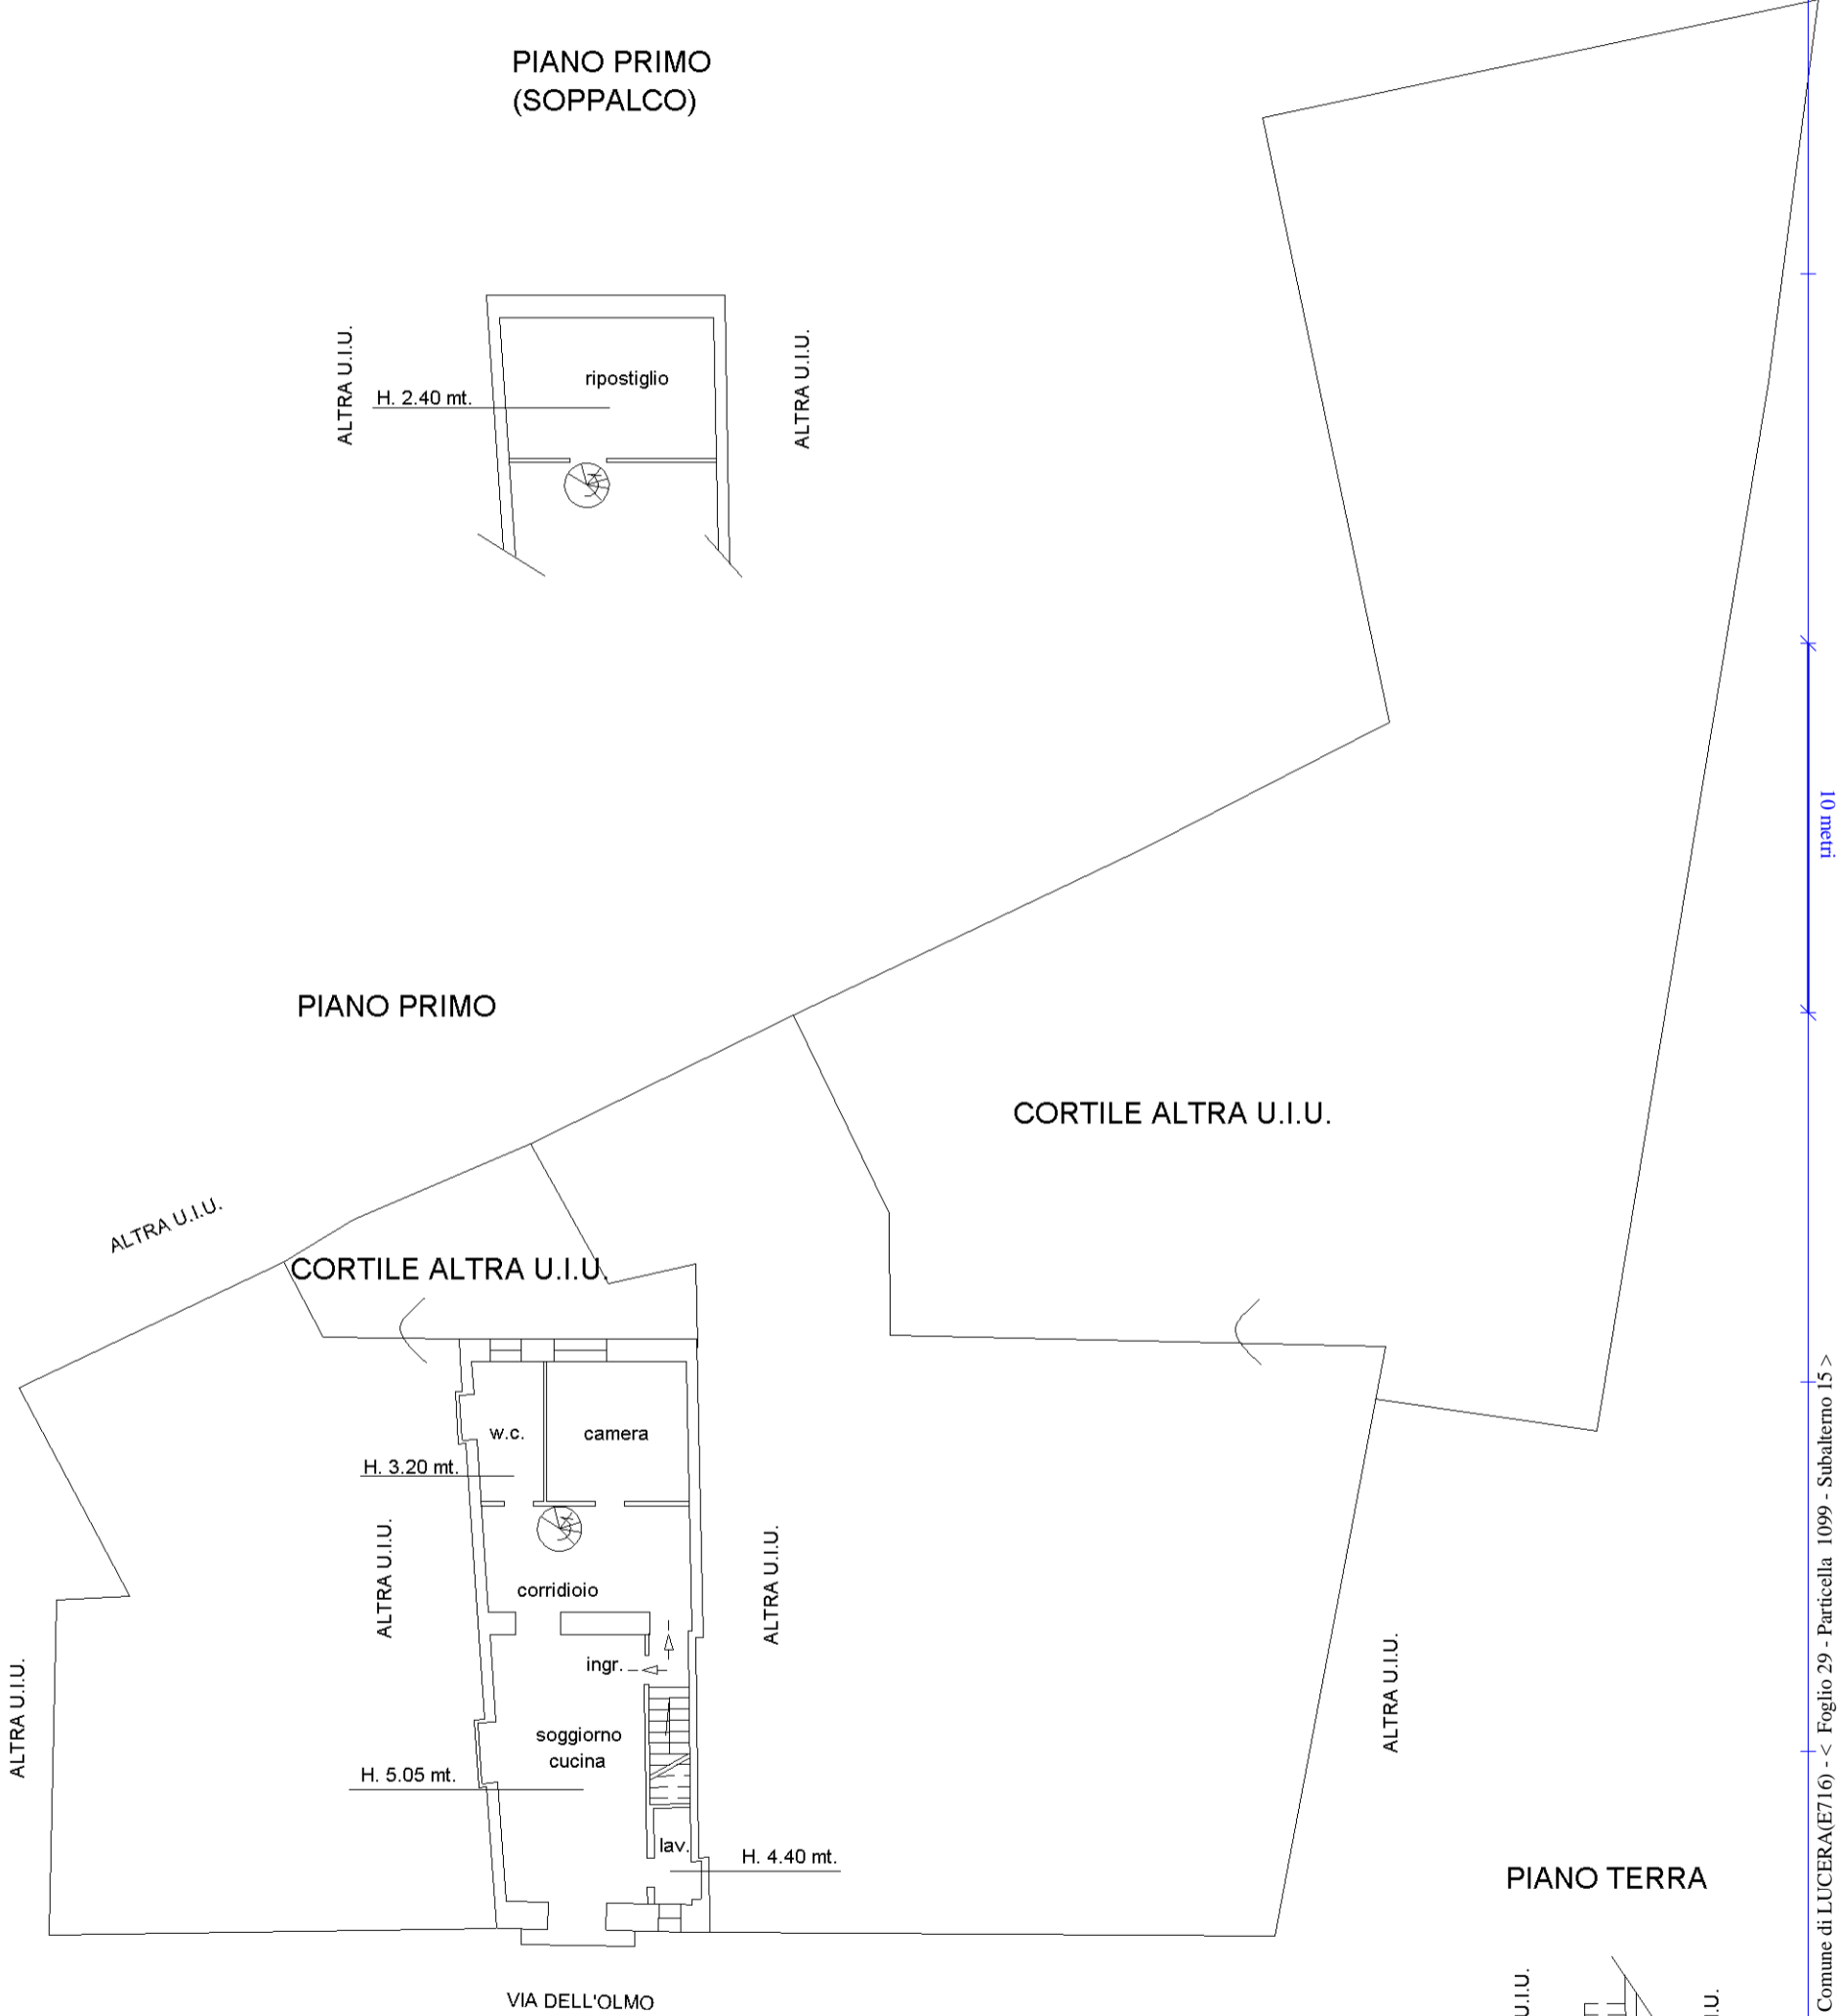 PIANO PRIMO
(SOPPALCO)
ALTRA U.I.U.
ripostiglio
H. 2.40 mt.
ALTRA U.I.U.
10 metri
PIANO PRIMO
CORTILE ALTRA U.I.U.
ALTRA U.I.U.
CORTILE ALTRA U.I.U.
w.c.
camera
H. 3.20 mt.
ALTRA U.I.U.
ALTRA U.I.U.
corridioio
ingr.
ALTRA U.I.U.
ALTRA U.I.U.
soggiorno
cucina
H. 5.05 mt.
lav.
H. 4.40 mt.
PIANO TERRA
VIA DELL'OLMO
U.I.U.
.U.
Comune di LUCERA(E716) - < Foglio 29 - Particella 1099 - Subalterno 15 >